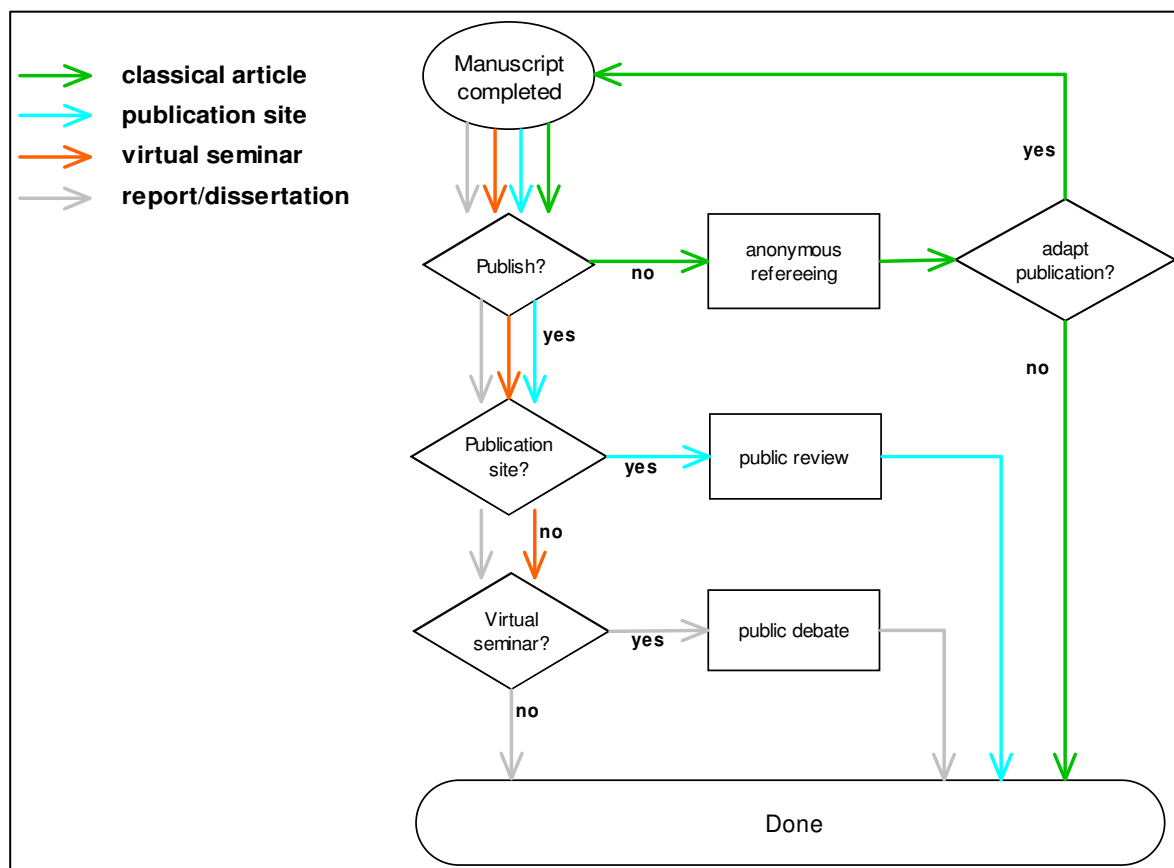 classical article
publication site
virtual seminar
report/dissertation
Manuscript
completed
yes
Publish?
no
anonymous
refereeing
adapt
publication?
yes
no
Publication
site?
yes
public review
no
Virtual
seminar?
yes
public debate
no
Done